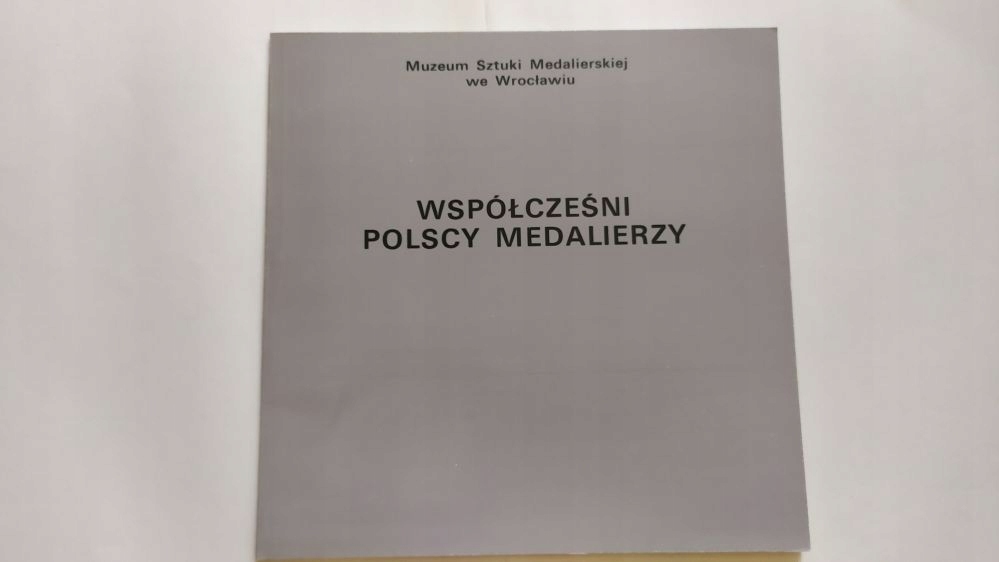 Muzeum Sztuki Medalierskiej
we Wrocławiu
WSPÓŁCZEŚNI
POLSCY MEDALIERZY